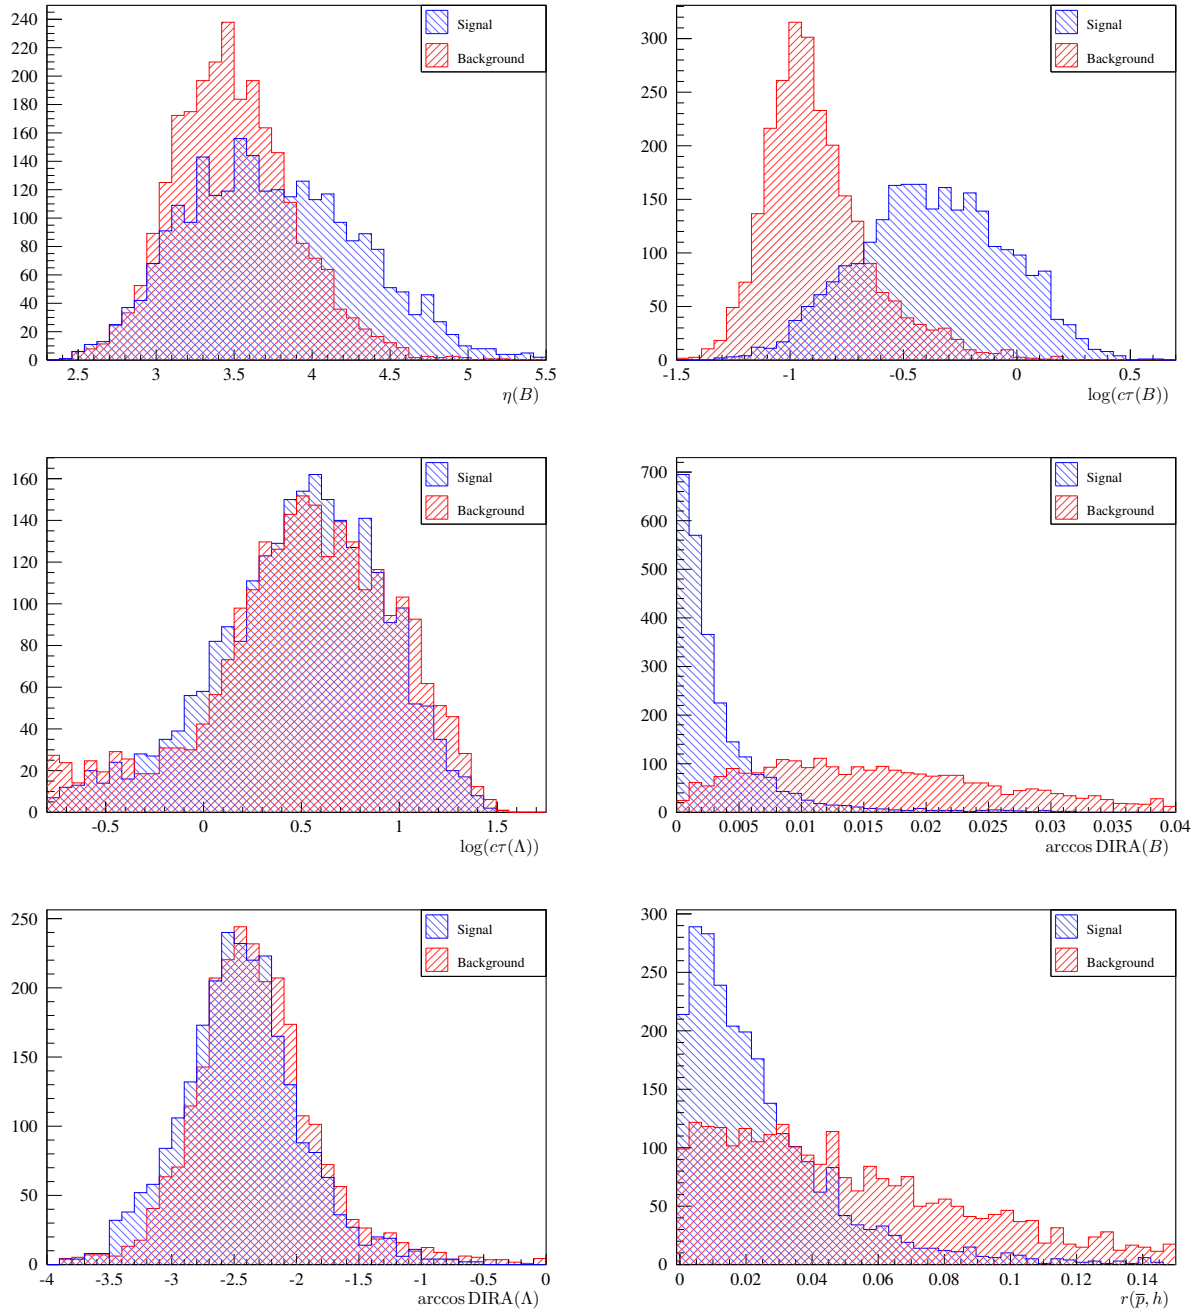 240
220
200
180
160
140
120
100
80
60
40
20
0
2.5 3 3.5 4 4.5 5 5.5
η(B)
Signal
Background
300
250
200
150
100
50
0
-1.5 -1 -0.5 0 0.5
log(cτ(B))
Signal
Background
160
140
120
100
80
60
40
20
0
-0.5 0 0.5 1 1.5
log(cτ(Λ))
Signal
Background
700
600
500
400
300
200
100
0
0 0.005 0.01 0.015 0.02 0.025 0.03 0.035 0.04
arccos DIRA(B)
Signal
Background
250
200
150
100
50
0
-4 -3.5 -3 -2.5 -2 -1.5 -1 -0.5 0
arccos DIRA(Λ)
Signal
Background
300
250
200
150
100
50
0
0 0.02 0.04 0.06 0.08 0.1 0.12 0.14
r(p̅, h)
Signal
Background